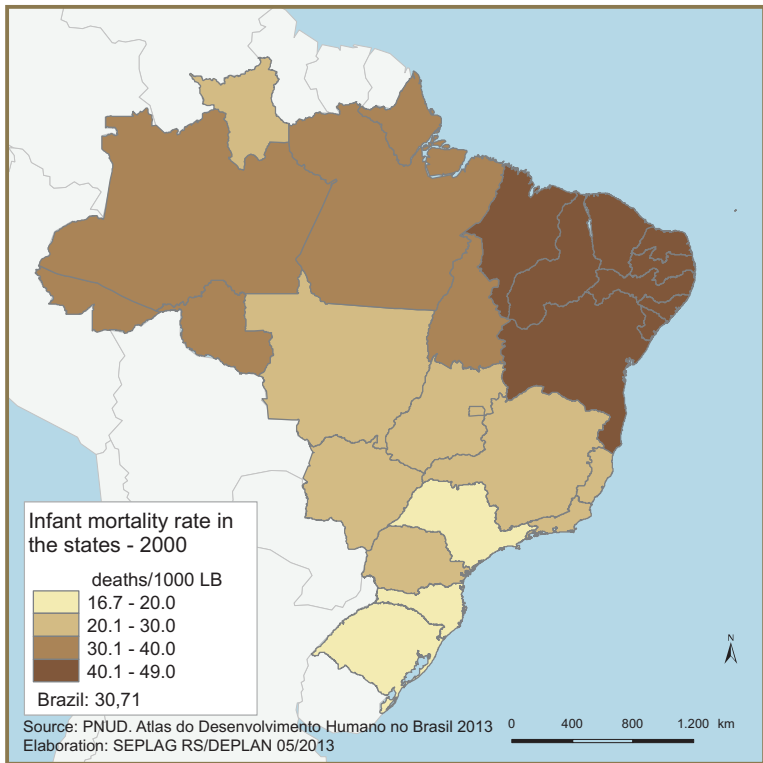 Infant mortality rate in
the states - 2000
deaths/1000 LB
16.7 - 20.0
20.1 - 30.0
30.1 - 40.0
40.1 - 49.0
Brazil: 30,71
N
Source: PNUD. Atlas do Desenvolvimento Humano no Brasil 2013
Elaboration: SEPLAG RS/DEPLAN 05/2013
0 400 800 1.200 km